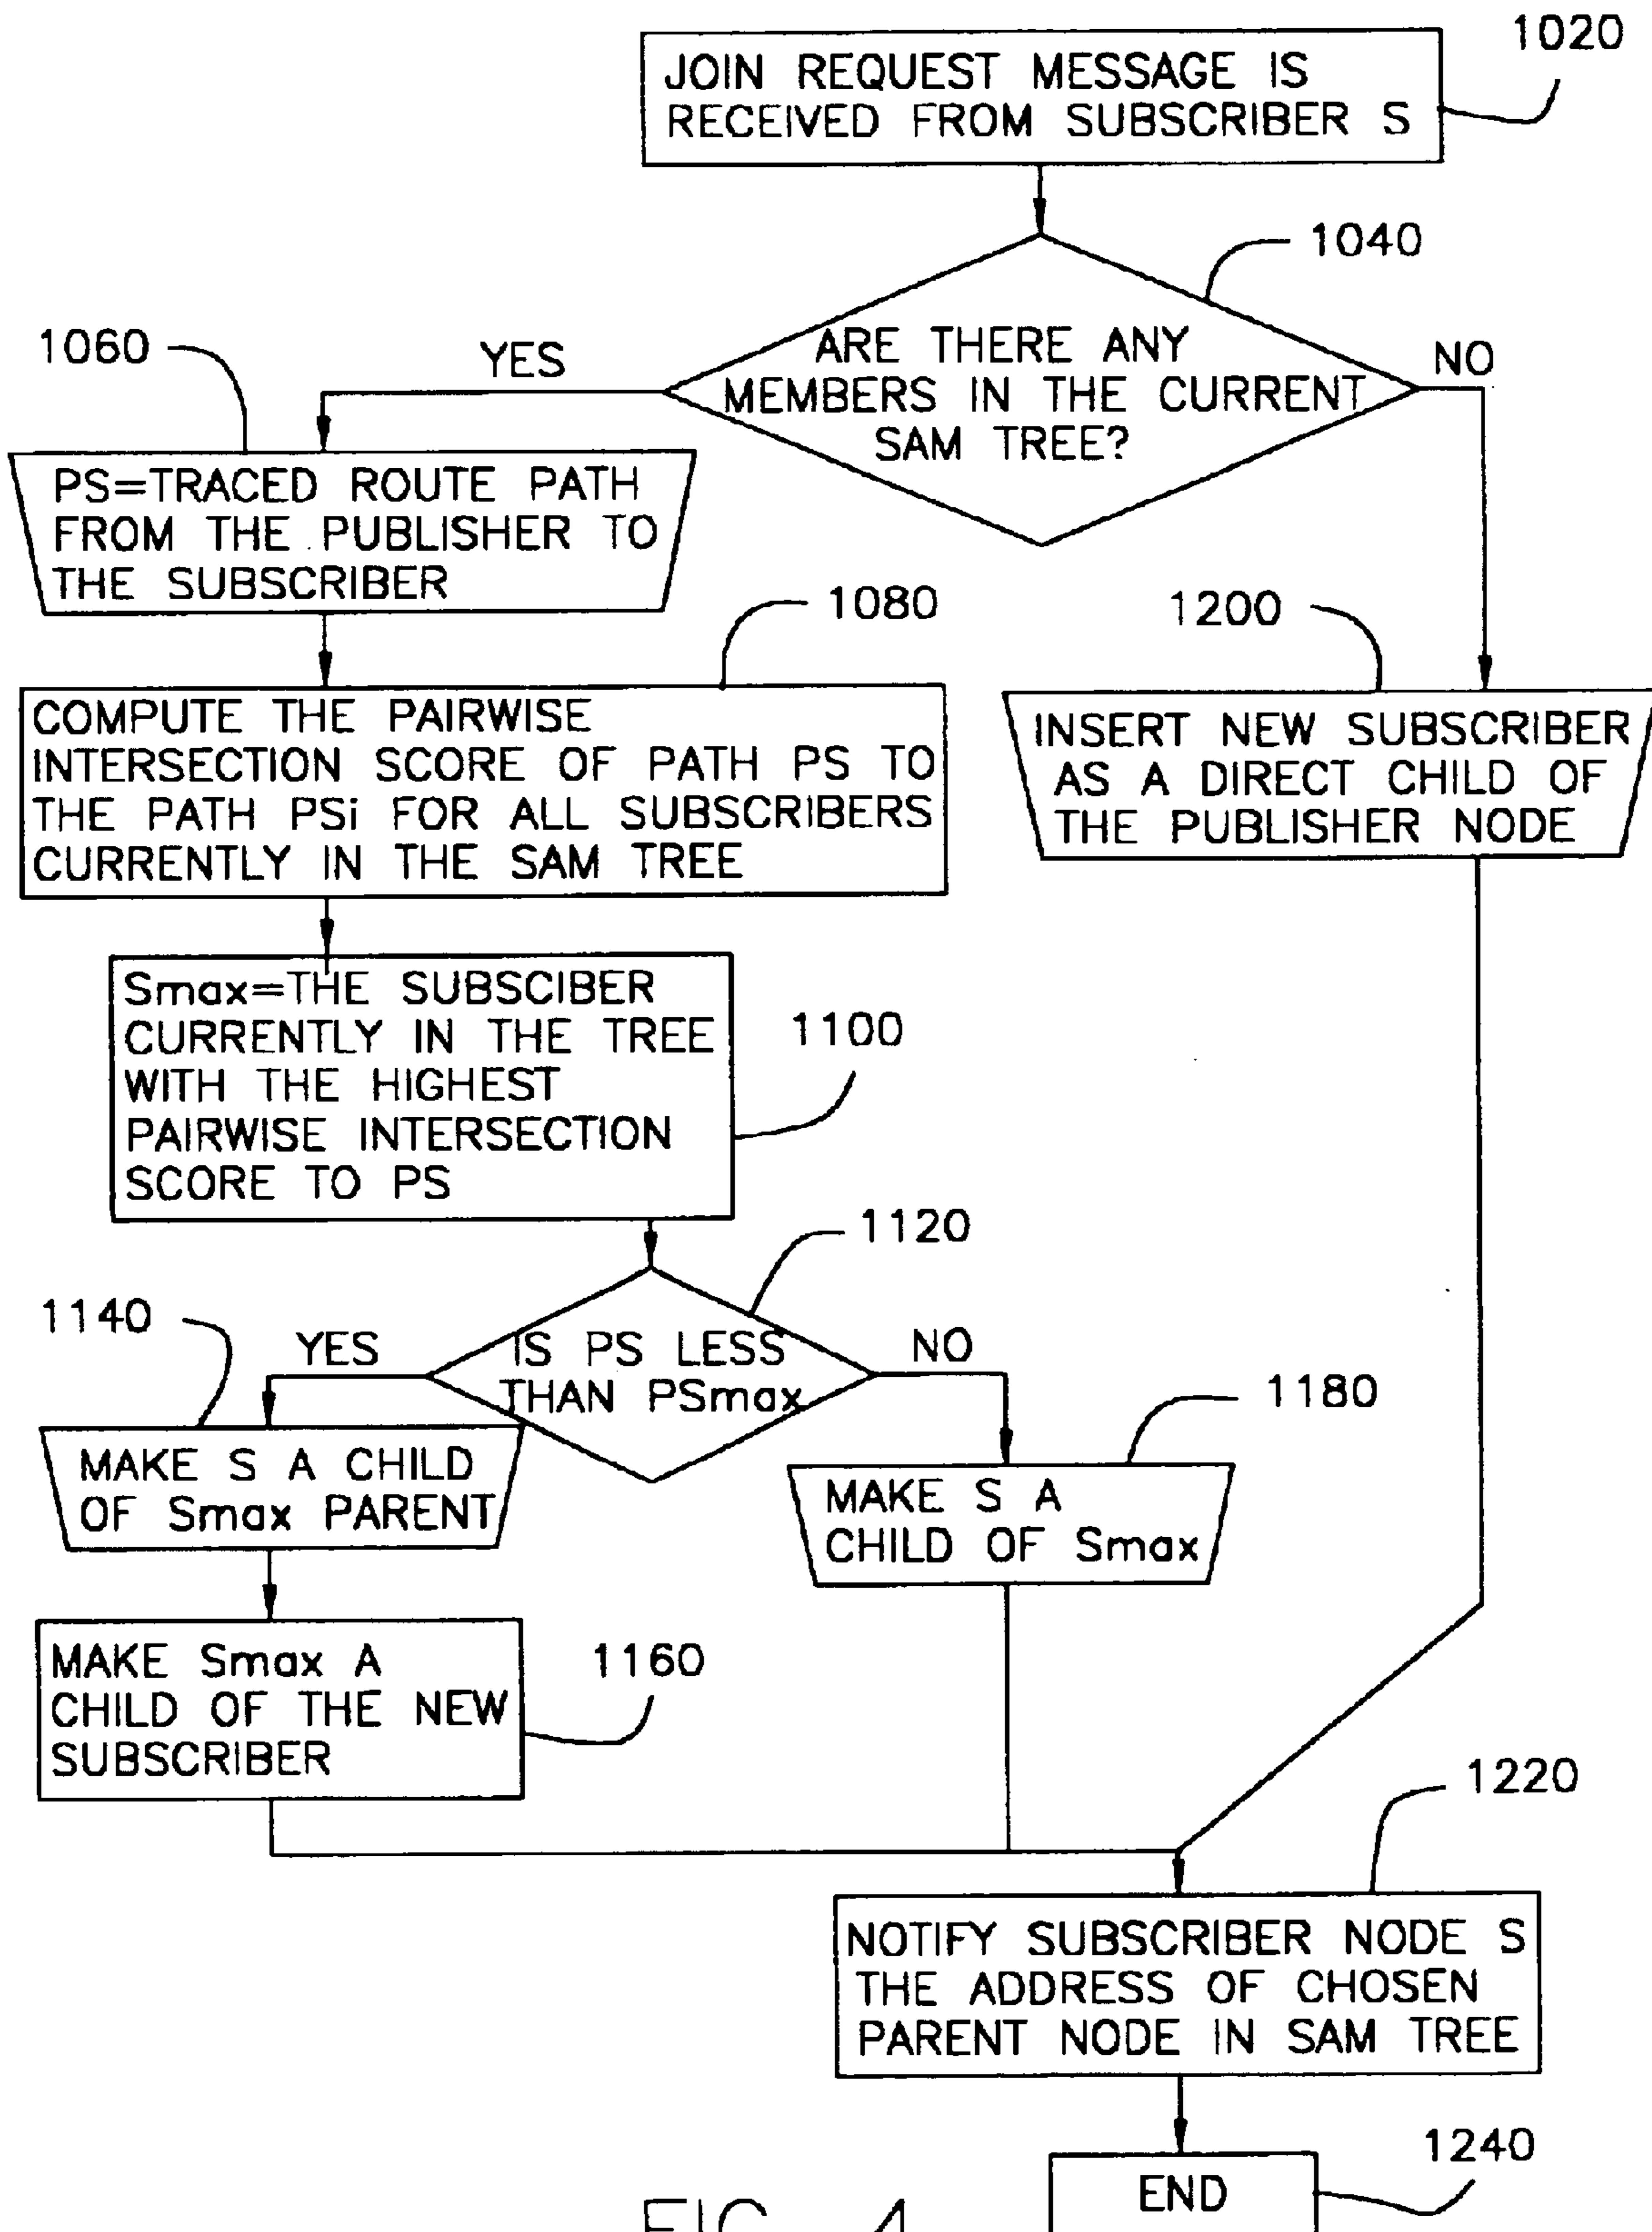 1020
JOIN REQUEST MESSAGE IS
RECEIVED FROM SUBSCRIBER S
1040
ARE THERE ANY
MEMBERS IN THE CURRENT
SAM TREE?
YES
NO
1060
PS=TRACED ROUTE PATH
FROM THE PUBLISHER TO
THE SUBSCRIBER
1080
COMPUTE THE PAIRWISE
INTERSECTION SCORE OF PATH PS TO
THE PATH PSi FOR ALL SUBSCRIBERS
CURRENTLY IN THE SAM TREE
1200
INSERT NEW SUBSCRIBER
AS A DIRECT CHILD OF
THE PUBLISHER NODE
Smax=THE SUBSCIBER
CURRENTLY IN THE TREE
WITH THE HIGHEST
PAIRWISE INTERSECTION
SCORE TO PS
1100
1120
IS PS LESS
THAN PSmax
YES
NO
1140
MAKE S A CHILD
OF Smax PARENT
1180
MAKE S A
CHILD OF Smax
MAKE Smax A
CHILD OF THE NEW
SUBSCRIBER
1160
1220
NOTIFY SUBSCRIBER NODE S
THE ADDRESS OF CHOSEN
PARENT NODE IN SAM TREE
1240
END
FIG. 4